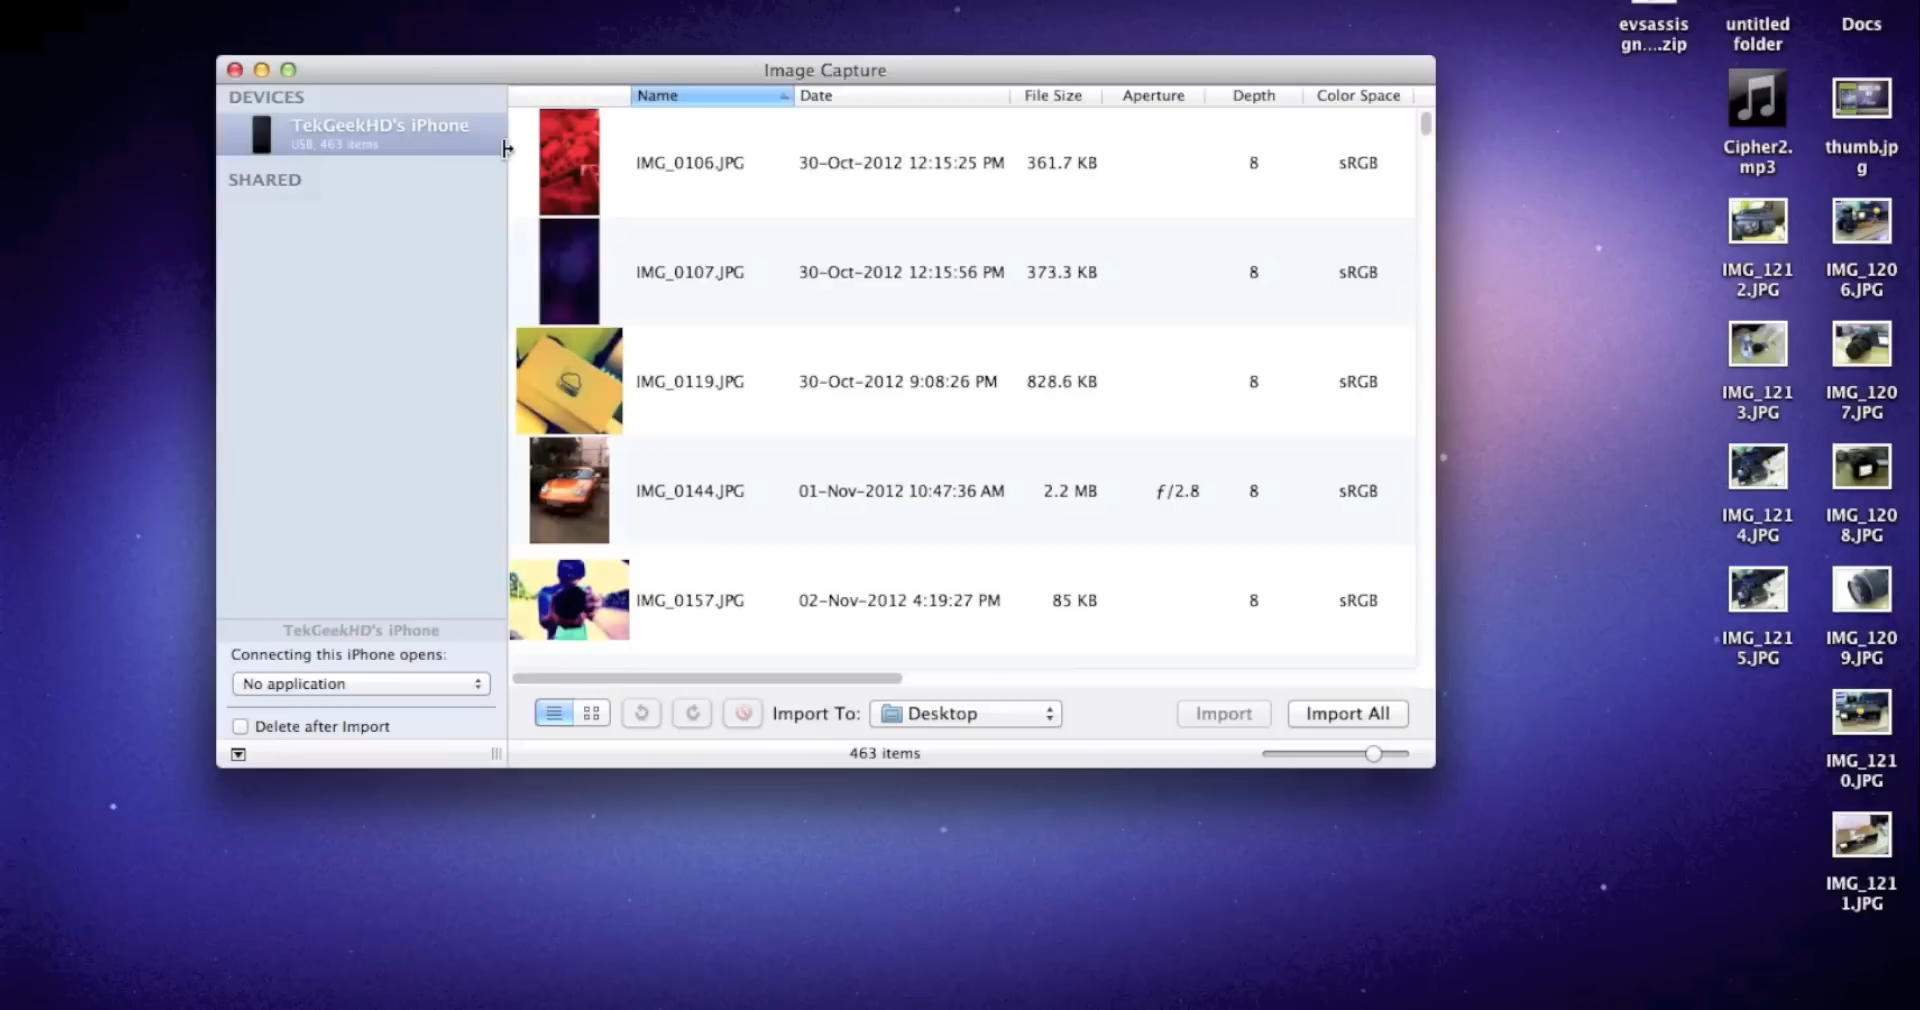 evsassis
gn....zip
untitled
folder
Docs
Image Capture
DEVICES
TekGeekHD's iPhone
USB, 463 items
SHARED
Name
Date
File Size
Aperture
Depth
Color Space
IMG_0106.JPG
30-Oct-2012 12:15:25 PM
361.7 KB
8
sRGB
IMG_0107.JPG
30-Oct-2012 12:15:56 PM
373.3 KB
8
sRGB
IMG_0119.JPG
30-Oct-2012 9:08:26 PM
828.6 KB
8
sRGB
IMG_0144.JPG
01-Nov-2012 10:47:36 AM
2.2 MB
ƒ/2.8
8
sRGB
IMG_0157.JPG
02-Nov-2012 4:19:27 PM
85 KB
8
sRGB
TekGeekHD's iPhone
Connecting this iPhone opens:
No application
Delete after Import
Import To:
Desktop
Import
Import All
463 items
Cipher2.
mp3
thumb.jp
g
IMG_121
2.JPG
IMG_120
6.JPG
IMG_121
3.JPG
IMG_120
7.JPG
IMG_121
4.JPG
IMG_120
8.JPG
IMG_121
5.JPG
IMG_120
9.JPG
IMG_121
0.JPG
IMG_121
1.JPG